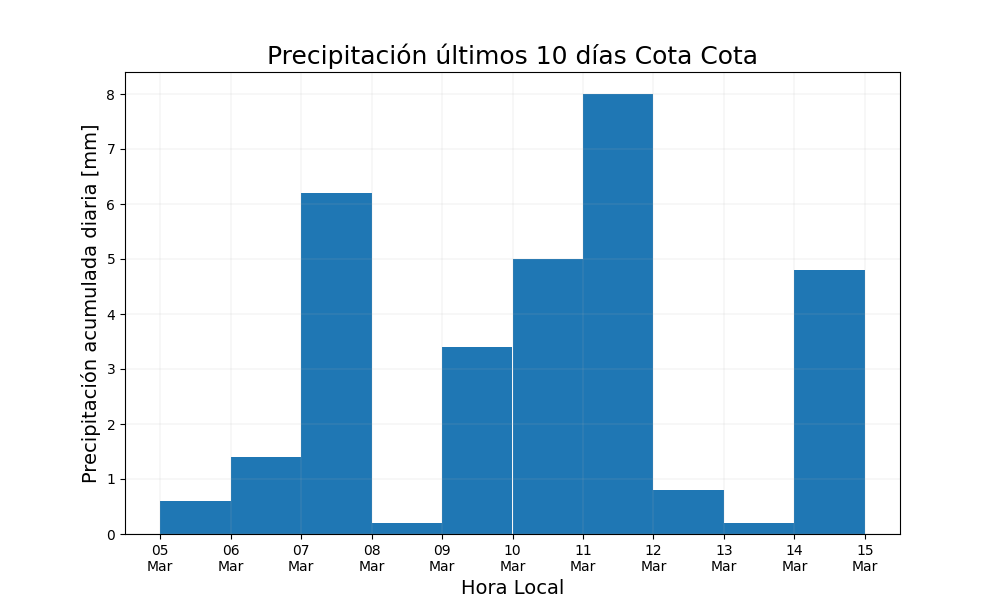 Precipitación últimos 10 días Cota Cota
Precipitación acumulada diaria [mm]
8
7
6
5
4
3
2
1
0
05 06 07 08 09 10 11 12 13 14 15
Mar Mar Mar Mar Mar Mar Mar Mar Mar Mar Mar
Hora Local